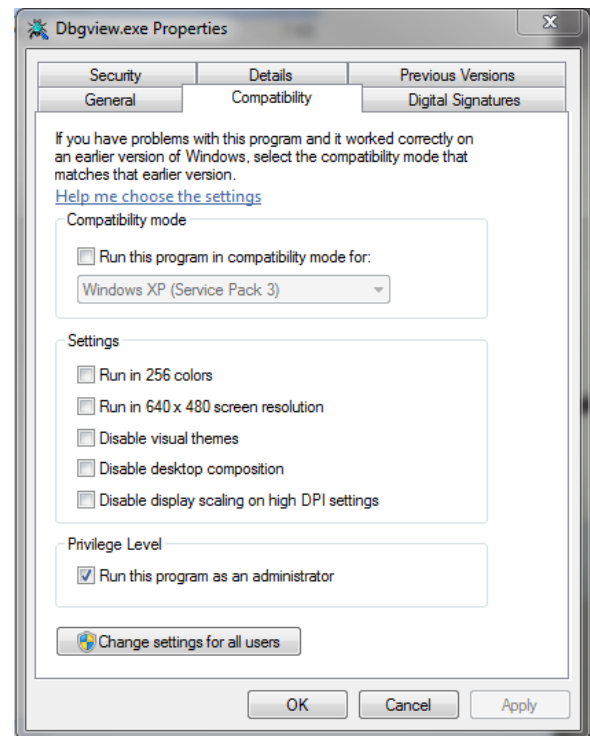 Dbgview.exe Properties
Security Details Previous Versions
General Compatibility Digital Signatures
If you have problems with this program and it worked correctly on
an earlier version of Windows, select the compatibility mode that
matches that earlier version.
Help me choose the settings
Compatibility mode
Run this program in compatibility mode for:
Windows XP (Service Pack 3)
Settings
Run in 256 colors
Run in 640 x 480 screen resolution
Disable visual themes
Disable desktop composition
Disable display scaling on high DPI settings
Privilege Level
Run this program as an administrator
Change settings for all users
OK Cancel Apply